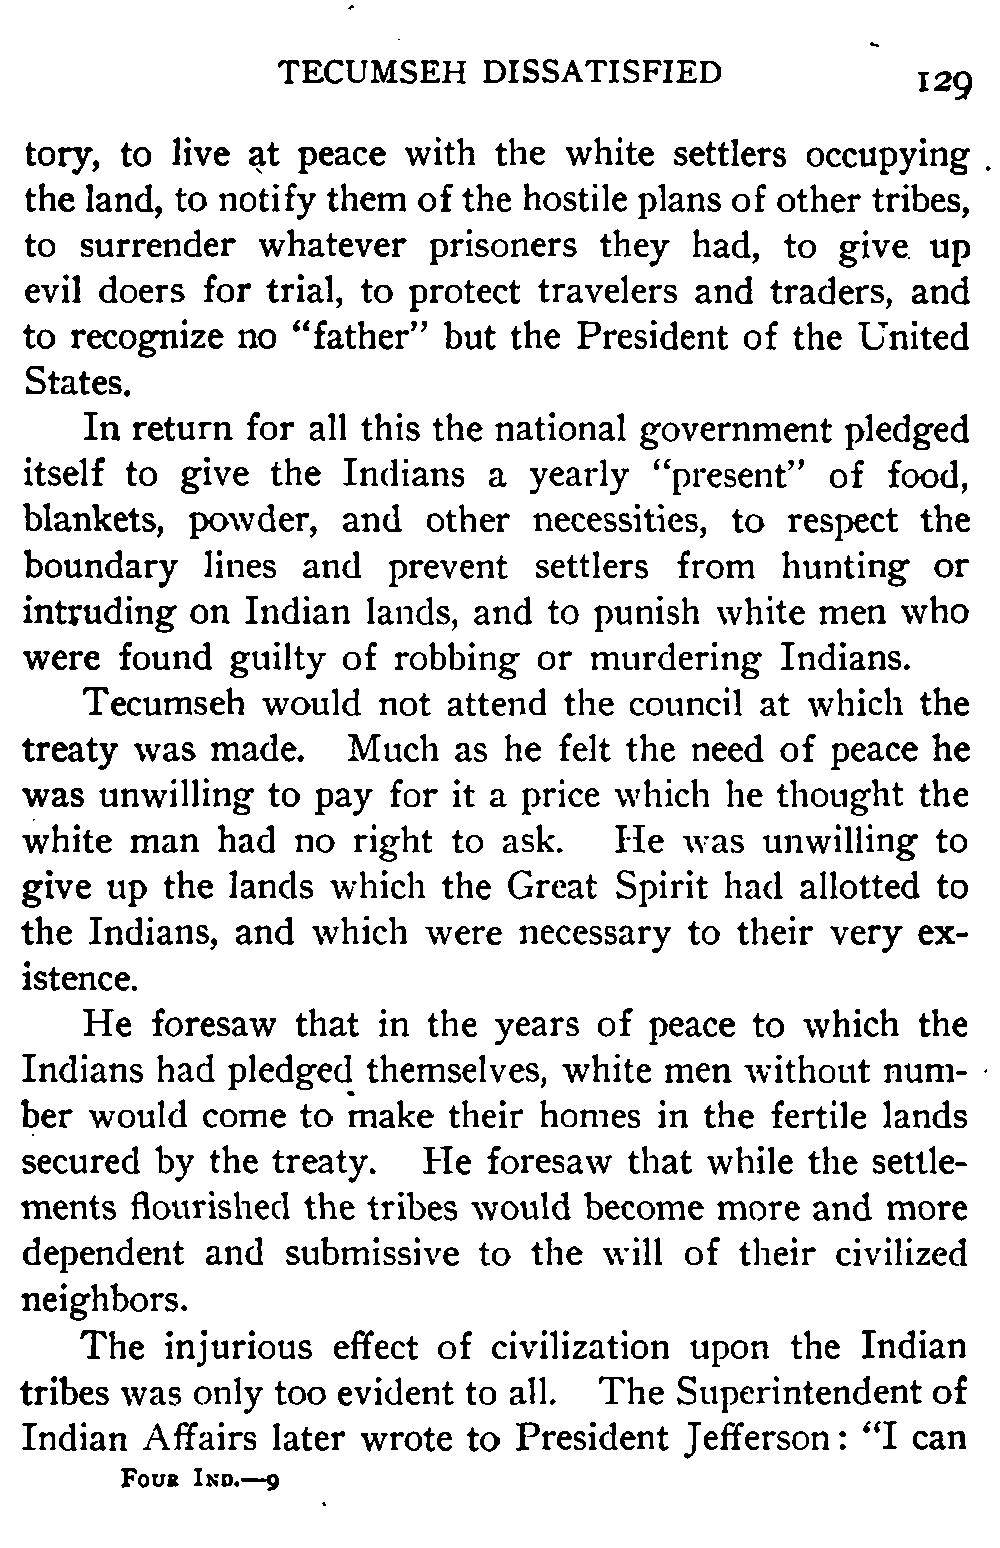 TECUMSEH DISSATISFIED 129
tory, to live at peace with the white settlers occupying
the land, to notify them of the hostile plans of other tribes,
to surrender whatever prisoners they had, to give up
evil doers for trial, to protect travelers and traders, and
to recognize no “father” but the President of the United
States.
In return for all this the national government pledged
itself to give the Indians a yearly “present” of food,
blankets, powder, and other necessities, to respect the
boundary lines and prevent settlers from hunting or
intruding on Indian lands, and to punish white men who
were found guilty of robbing or murdering Indians.
Tecumseh would not attend the council at which the
treaty was made. Much as he felt the need of peace he
was unwilling to pay for it a price which he thought the
white man had no right to ask. He was unwilling to
give up the lands which the Great Spirit had allotted to
the Indians, and which were necessary to their very ex-
istence.
He foresaw that in the years of peace to which the
Indians had pledged themselves, white men without num-
ber would come to make their homes in the fertile lands
secured by the treaty. He foresaw that while the settle-
ments flourished the tribes would become more and more
dependent and submissive to the will of their civilized
neighbors.
The injurious effect of civilization upon the Indian
tribes was only too evident to all. The Superintendent of
Indian Affairs later wrote to President Jefferson: “I can
FOUR IND.—9